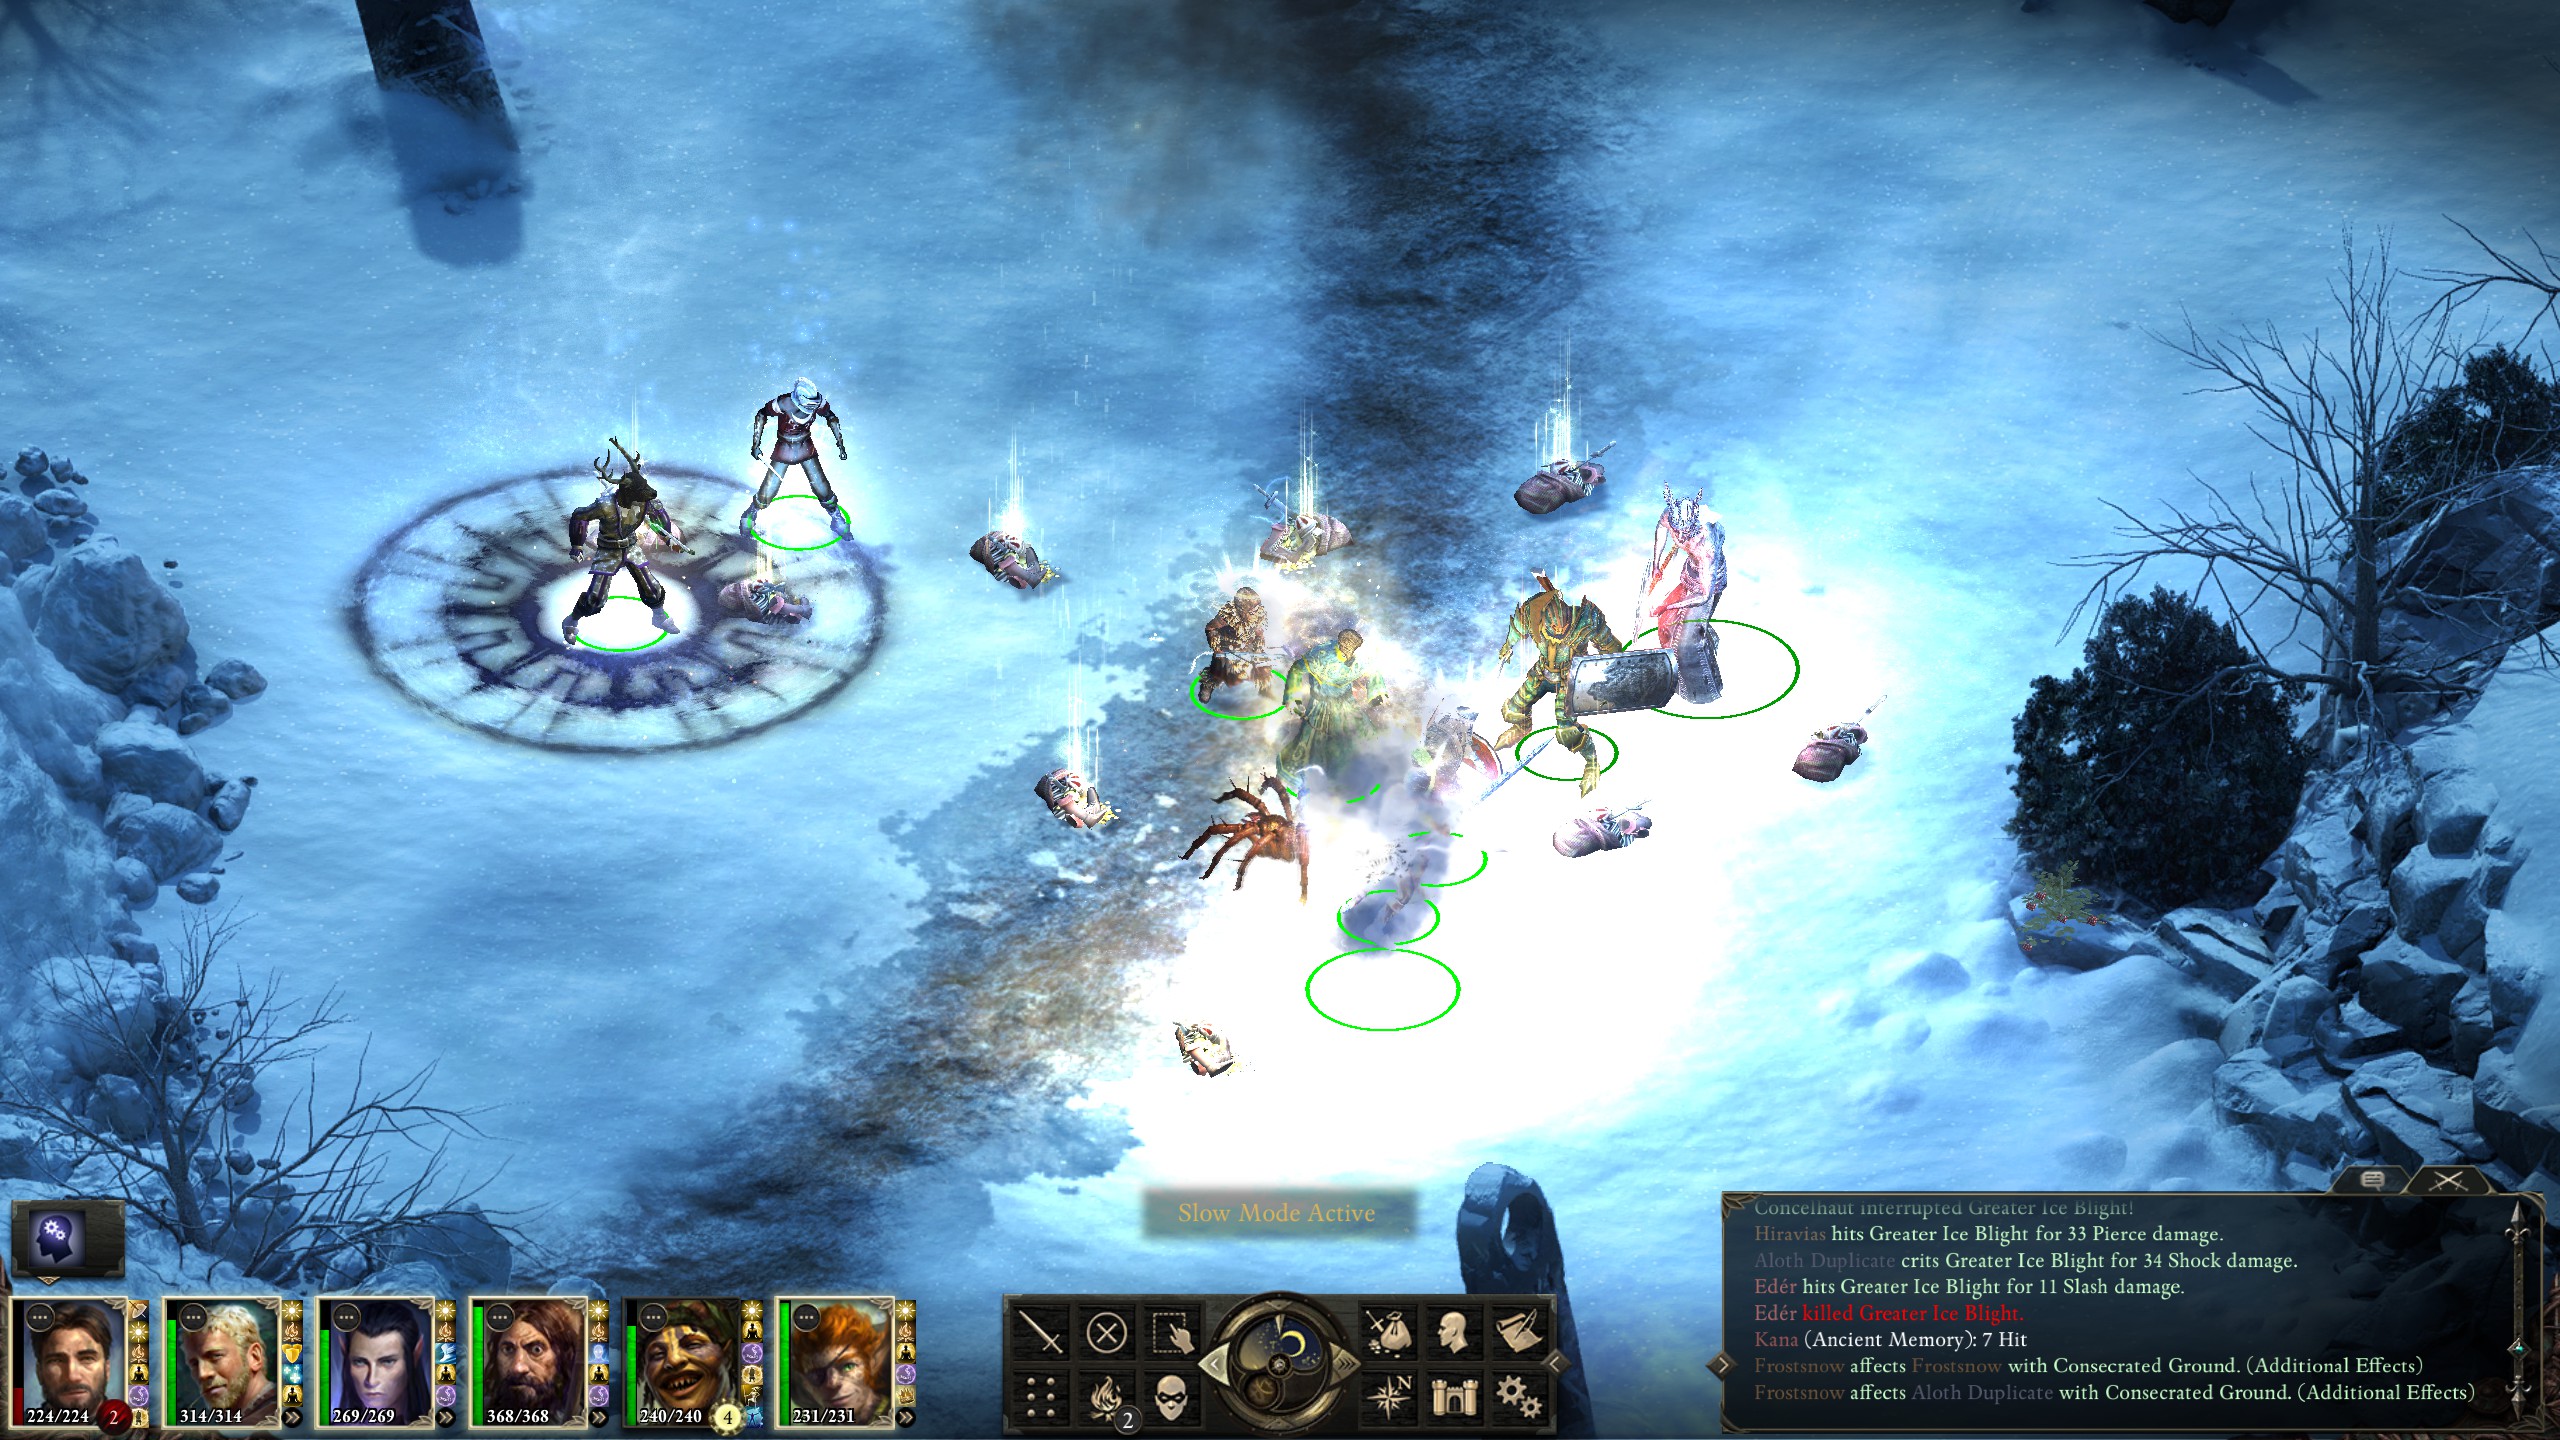 Slow Mode Active
Concelhaut interrupted Greater Ice Blight!
Hiravias hits Greater Ice Blight for 33 Pierce damage.
Aloth Duplicate crits Greater Ice Blight for 34 Shock damage.
Edér hits Greater Ice Blight for 11 Slash damage.
Edér killed Greater Ice Blight.
Kana (Ancient Memory): 7 Hit
Frostsnow affects Frostsnow with Consecrated Ground. (Additional Effects)
Frostsnow affects Aloth Duplicate with Consecrated Ground. (Additional Effects)
224/224 2 314/314 269/269 368/368 240/240 4 231/231
2
N